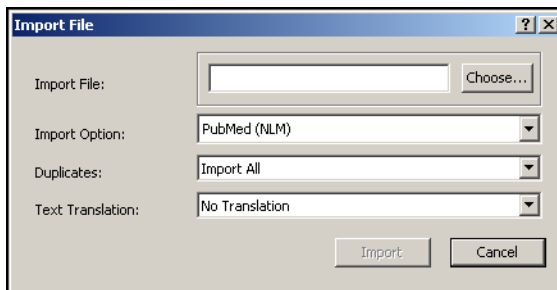 Import File
Import File:
Choose...
Import Option:
PubMed (NLM)
Duplicates:
Import All
Text Translation:
No Translation
Import
Cancel